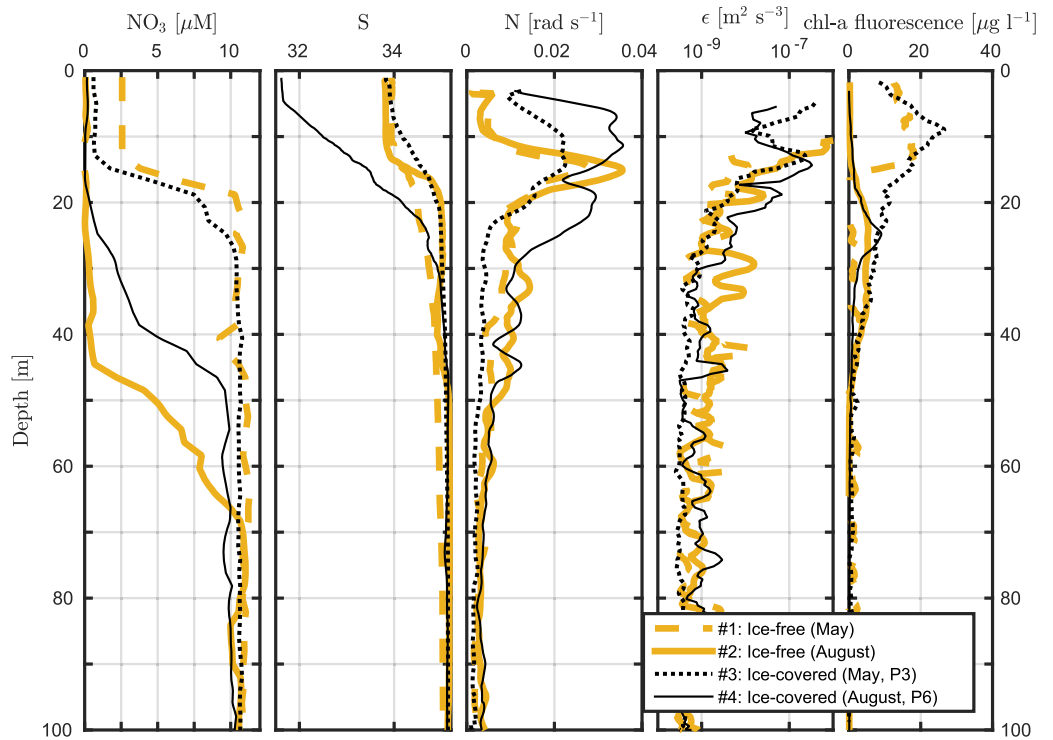 NO₃ [μM] S N [rad s⁻¹] ϵ [m² s⁻³] chl-a fluorescence [μg l⁻¹]
0 5 10 32 34 0 0.02 0.04 10⁻⁹ 10⁻⁷ 0 20 40
0 0
20 20
40 40
Depth [m]
60 60
80 80
#1: Ice-free (May)
#2: Ice-free (August)
#3: Ice-covered (May, P3)
#4: Ice-covered (August, P6)
100 100